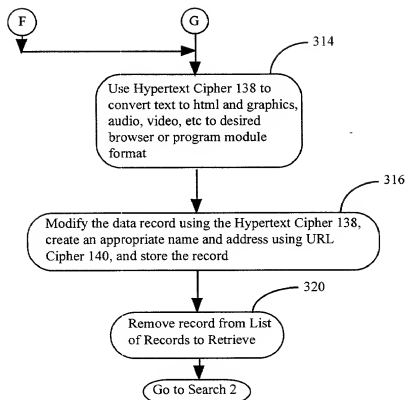 F
G
314
Use Hypertext Cipher 138 to
convert text to html and graphics,
audio, video, etc to desired
browser or program module
format
316
Modify the data record using the Hypertext Cipher 138,
create an appropriate name and address using URL
Cipher 140, and store the record
320
Remove record from List
of Records to Retrieve
Go to Search 2